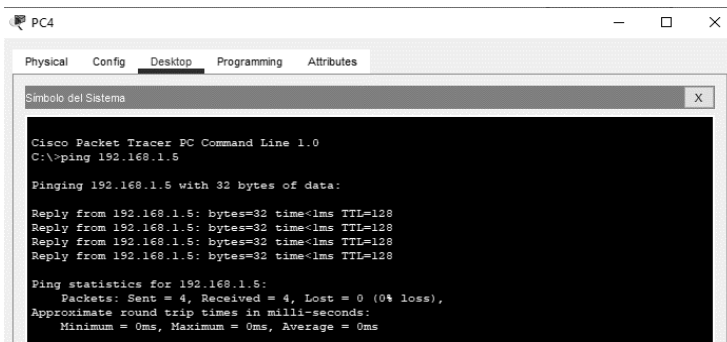 PC4
Physical Config Desktop Programming Attributes
Símbolo del Sistema X
Cisco Packet Tracer PC Command Line 1.0
C:\>ping 192.168.1.5
Pinging 192.168.1.5 with 32 bytes of data:
Reply from 192.168.1.5: bytes=32 time<1ms TTL=128
Reply from 192.168.1.5: bytes=32 time<1ms TTL=128
Reply from 192.168.1.5: bytes=32 time<1ms TTL=128
Reply from 192.168.1.5: bytes=32 time<1ms TTL=128
Ping statistics for 192.168.1.5:
Packets: Sent = 4, Received = 4, Lost = 0 (0% loss),
Approximate round trip times in milli-seconds:
Minimum = 0ms, Maximum = 0ms, Average = 0ms